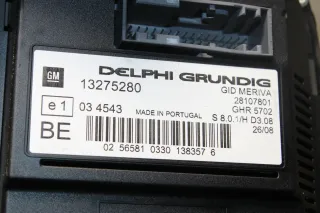 DELPHI GRUNDIG
GM
13275280
GID MERIVA
28107801
GHR 5702
e1
03 4543
MADE IN PORTUGAL
S 8.0.1/H D3.08
26/08
BE
02 56581 0330 138357 6